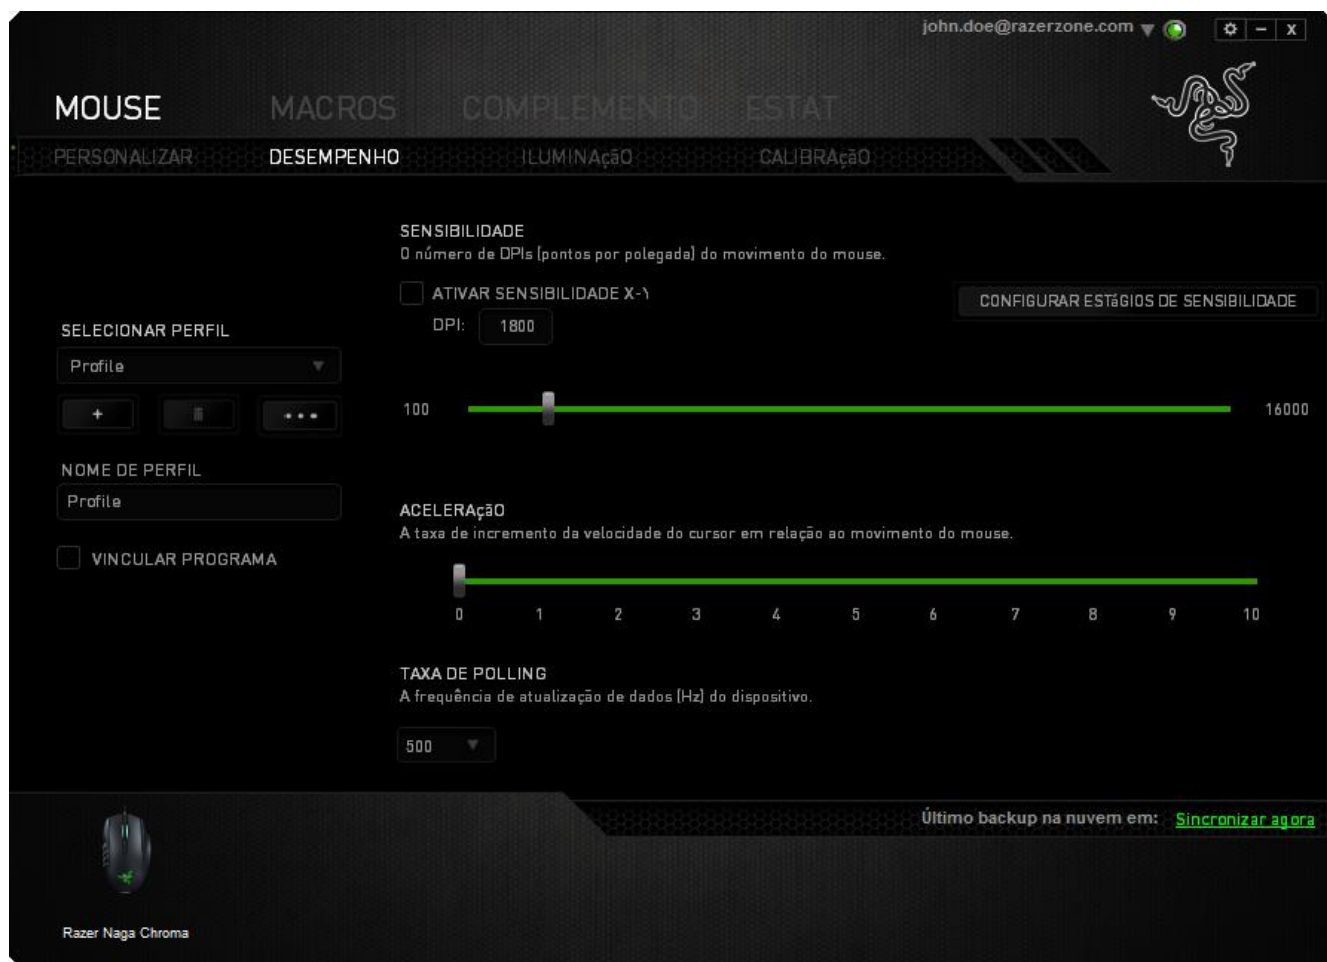 john.doe@razerzone.com
MOUSE MACROS COMPLEMENTO ESTAT
PERSONALIZAR DESEMPENHO ILUMINAçãO CALIBRAçãO
SENSIBILIDADE
O número de DPIs (pontos por polegada) do movimento do mouse.
ATIVAR SENSIBILIDADE X-Y
CONFIGURAR ESTáGIOS DE SENSIBILIDADE
DPI: 1800
SELECIONAR PERFIL
Profile
100 16000
NOME DE PERFIL
Profile
VINCULAR PROGRAMA
ACELERAçãO
A taxa de incremento da velocidade do cursor em relação ao movimento do mouse.
0 1 2 3 4 5 6 7 8 9 10
TAXA DE POLLING
A frequência de atualização de dados (Hz) do dispositivo.
500
Último backup na nuvem em: Sincronizar agora
Razer Naga Chroma